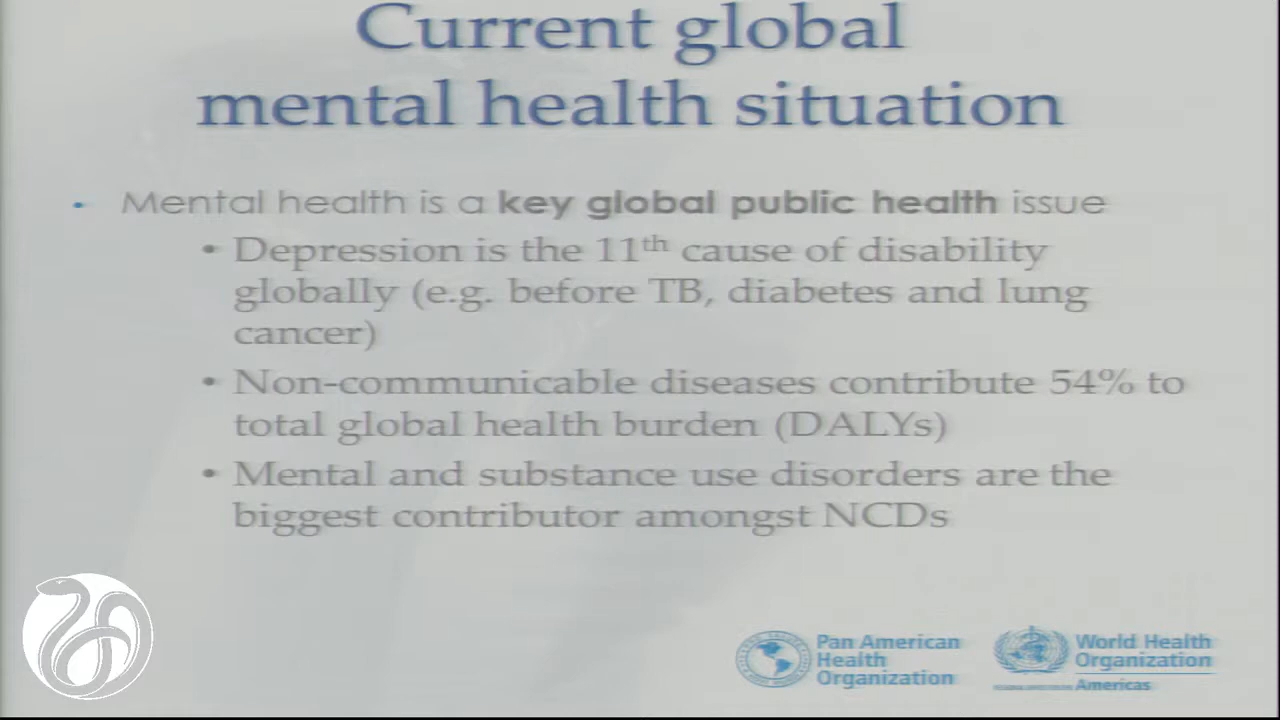 Current global
mental health situation
• Mental health is a key global public health issue
• Depression is the 11th cause of disability
globally (e.g. before TB, diabetes and lung
cancer)
• Non-communicable diseases contribute 54% to
total global health burden (DALYs)
• Mental and substance use disorders are the
biggest contributor amongst NCDs
Pan American
Health
Organization
World Health
Organization
Americas